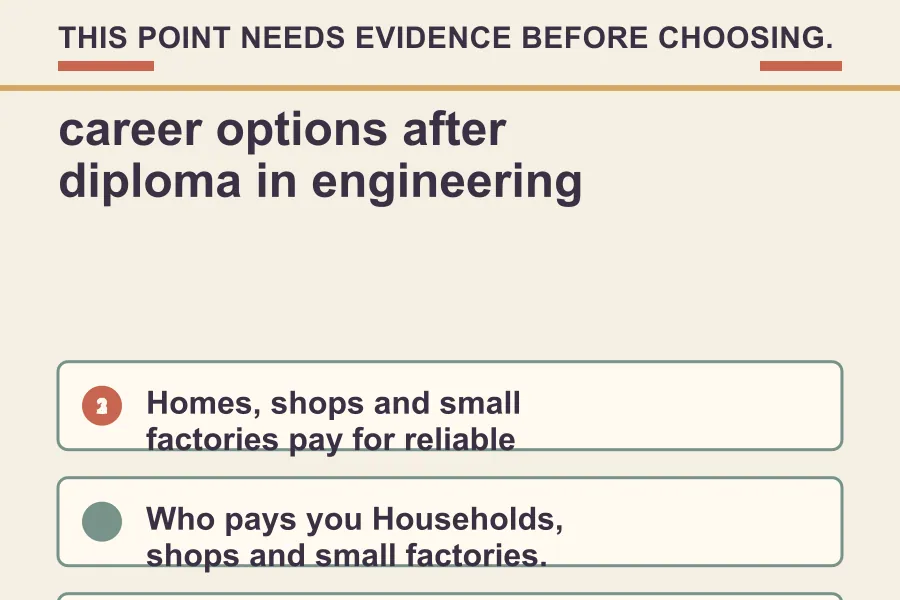 THIS POINT NEEDS EVIDENCE BEFORE CHOOSING.
career options after
diploma in engineering
Homes, shops and small
factories pay for reliable
Who pays you Households,
shops and small factories.